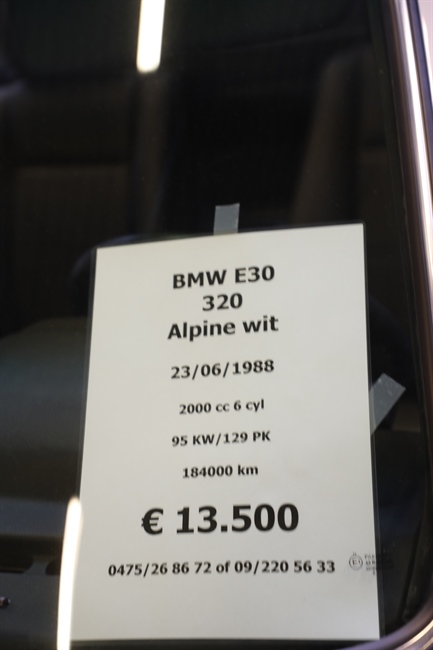 BMW E30
320
Alpine wit
23/06/1988
2000 cc 6 cyl
95 KW/129 PK
184000 km
€ 13.500
0475/26 86 72 of 09/220 56 33